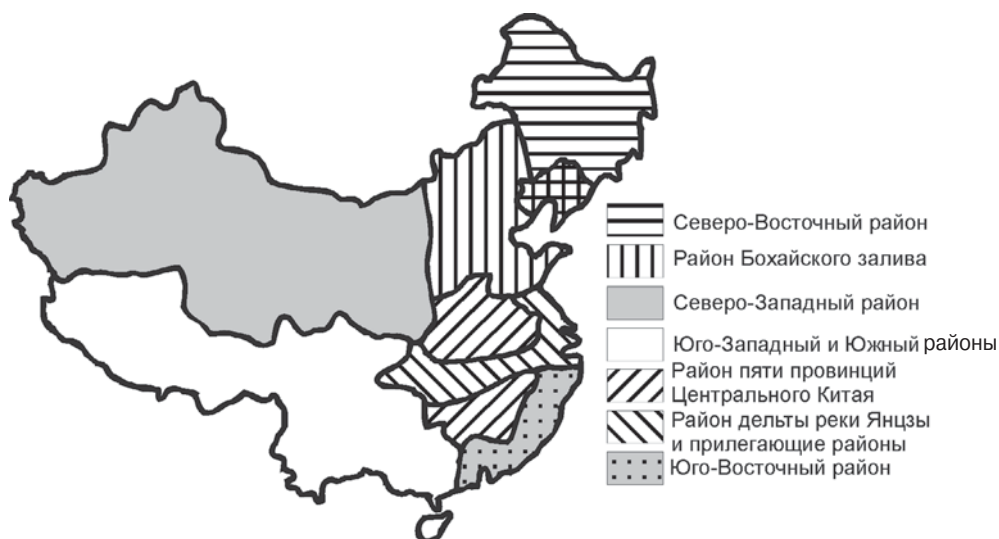 Северо-Восточный район
Район Бохайского залива
Северо-Западный район
Юго-Западный и Южный районы
Район пяти провинций
Центрального Китая
Район дельты реки Янцзы
и прилегающие районы
Юго-Восточный район